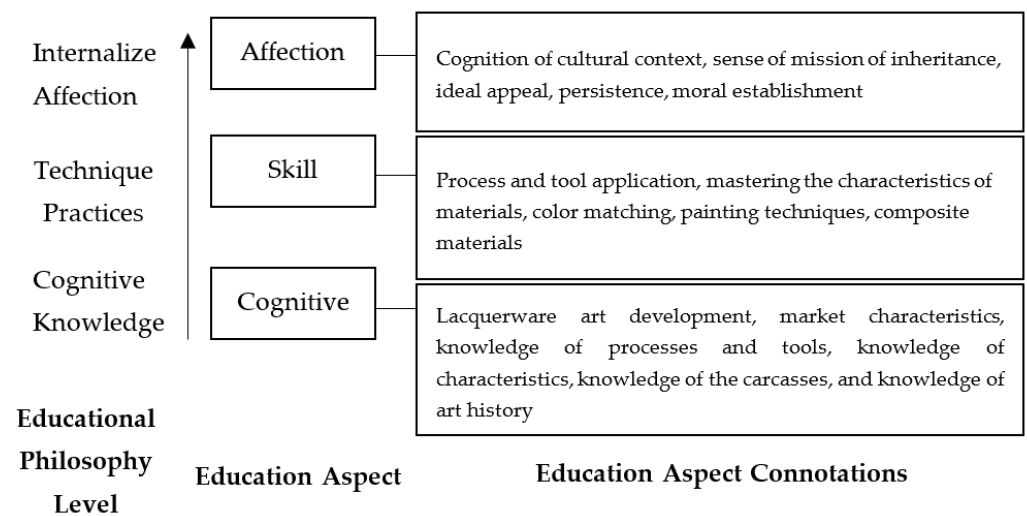 Internalize
Affection
Affection
Cognition of cultural context, sense of mission of inheritance,
ideal appeal, persistence, moral establishment
Technique
Practices
Skill
Process and tool application, mastering the characteristics of
materials, color matching, painting techniques, composite
materials
Cognitive
Knowledge
Cognitive
Lacquerware art development, market characteristics,
knowledge of processes and tools, knowledge of
characteristics, knowledge of the carcasses, and knowledge of
art history
Educational
Philosophy
Level
Education Aspect
Education Aspect Connotations